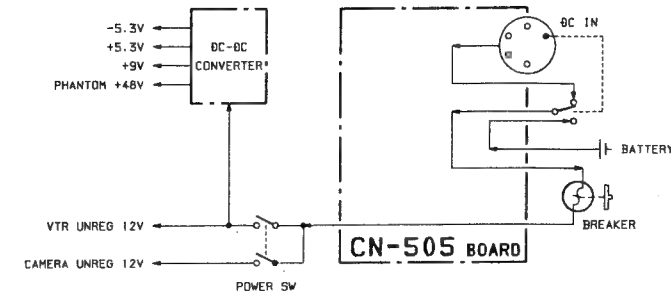 -5.3V
+5.3V
+9V
PHANTOM +48V
DC-DC
CONVERTER
DC IN
BATTERY
BREAKER
VTR UNREG 12V
CAMERA UNREG 12V
POWER SW
CN-505 BOARD